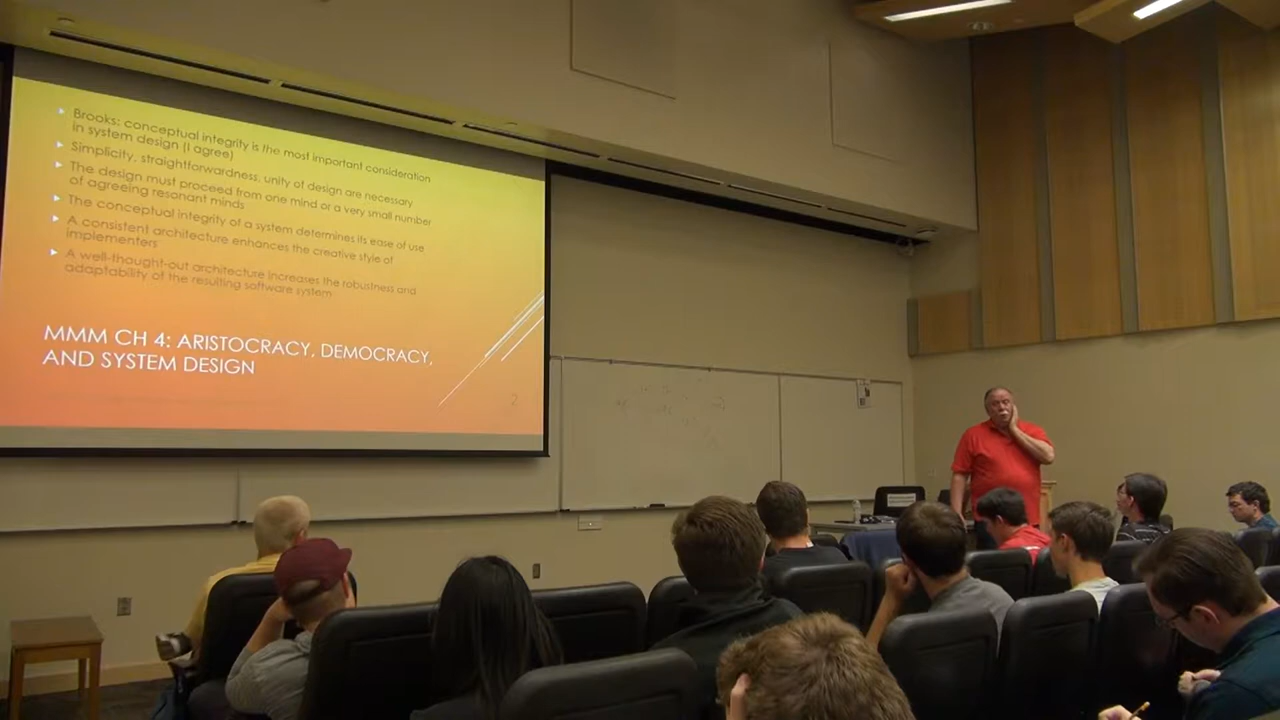 Brooks: conceptual integrity is the most important consideration
in system design (I agree)
Simplicity, straightforwardness, unity of design are necessary
The design must proceed from one mind or a very small number
of agreeing resonant minds
The conceptual integrity of a system determines its ease of use
A consistent architecture enhances the creative style of
implementers
A well-thought-out architecture increases the robustness and
adaptability of the resulting software system
MMM CH 4: ARISTOCRACY, DEMOCRACY,
AND SYSTEM DESIGN
2